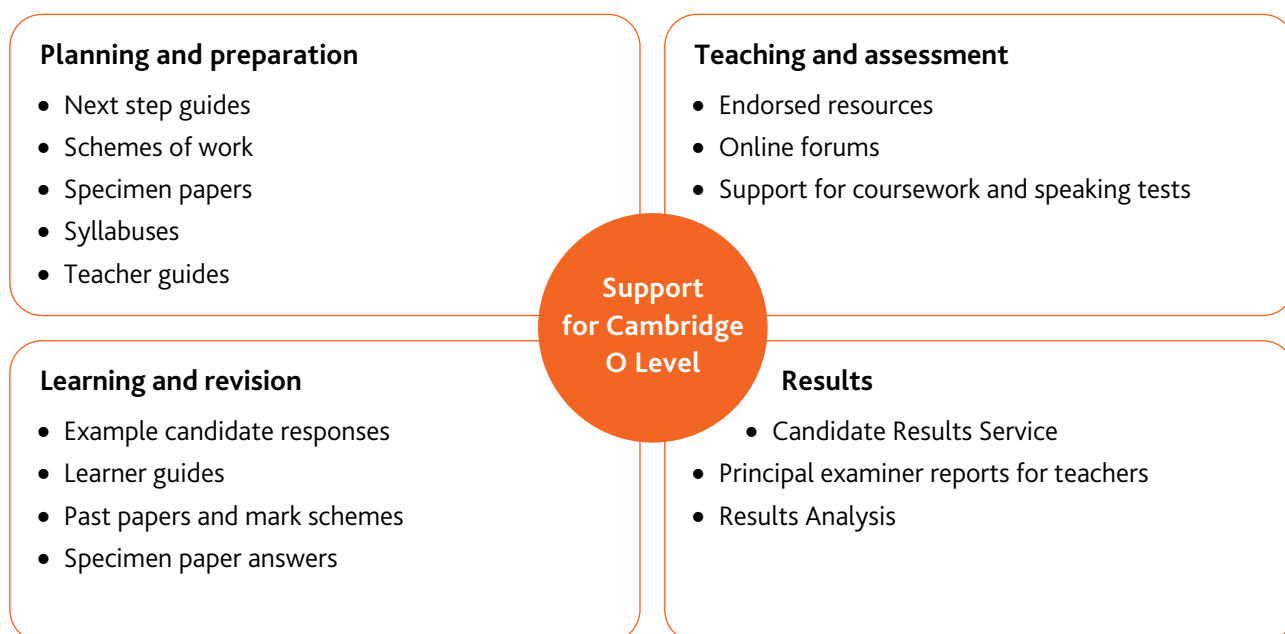 Planning and preparation
• Next step guides
• Schemes of work
• Specimen papers
• Syllabuses
• Teacher guides
Teaching and assessment
• Endorsed resources
• Online forums
• Support for coursework and speaking tests
Support
for Cambridge
O Level
Learning and revision
• Example candidate responses
• Learner guides
• Past papers and mark schemes
• Specimen paper answers
Results
• Candidate Results Service
• Principal examiner reports for teachers
• Results Analysis